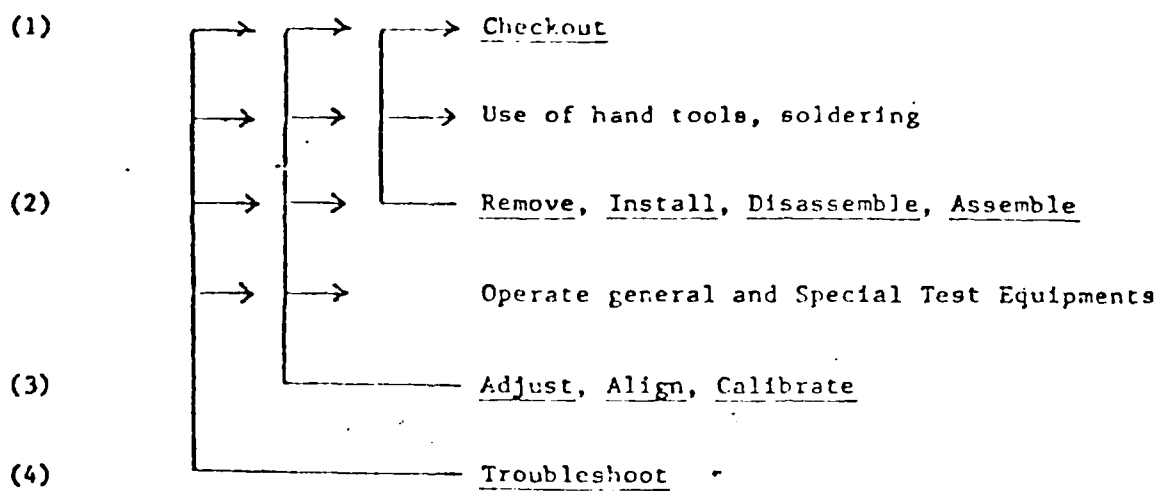 (1) Checkout
Use of hand tools, soldering
(2) Remove, Install, Disassemble, Assemble
Operate general and Special Test Equipments
(3) Adjust, Align, Calibrate
(4) Troubleshoot